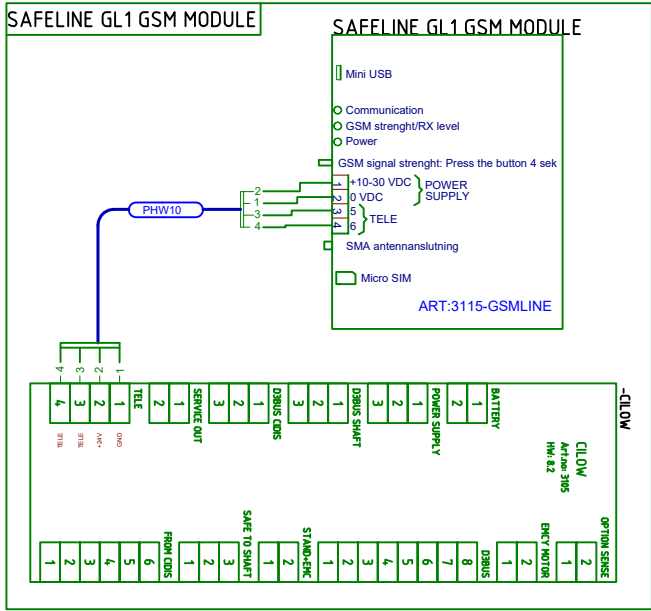 SAFELINE GL1 GSM MODULE
SAFELINE GL1 GSM MODULE
Mini USB
Communication
GSM strenght/RX level
Power
GSM signal strenght: Press the button 4 sek
2 1 +10-30 VDC POWER
1 2 0 VDC SUPPLY
3 3 5 TELE
4 4 6
SMA antennanslutning
Micro SIM
ART:3115-GSMLINE
PHW10
4 3 2 1
4 3 2 1 TELE
TELE TELE +24V GND
2 1 SERVICE OUT
3 2 1 D3BUS CIDIS
3 2 1 D3BUS SHAFT
3 2 1 POWER SUPPLY
2 1 BATTERY
-CILOW
CILOW
Art.no: 3105
HW: 8.2
1 2 3 4 5 6 FROM CIDIS
1 2 3 SAFE TO SHAFT
1 2 STAND+EMC
1 2 3 4 5 6 7 8 D3BUS
1 2 EMCY MOTOR
1 2 OPTION SENSE